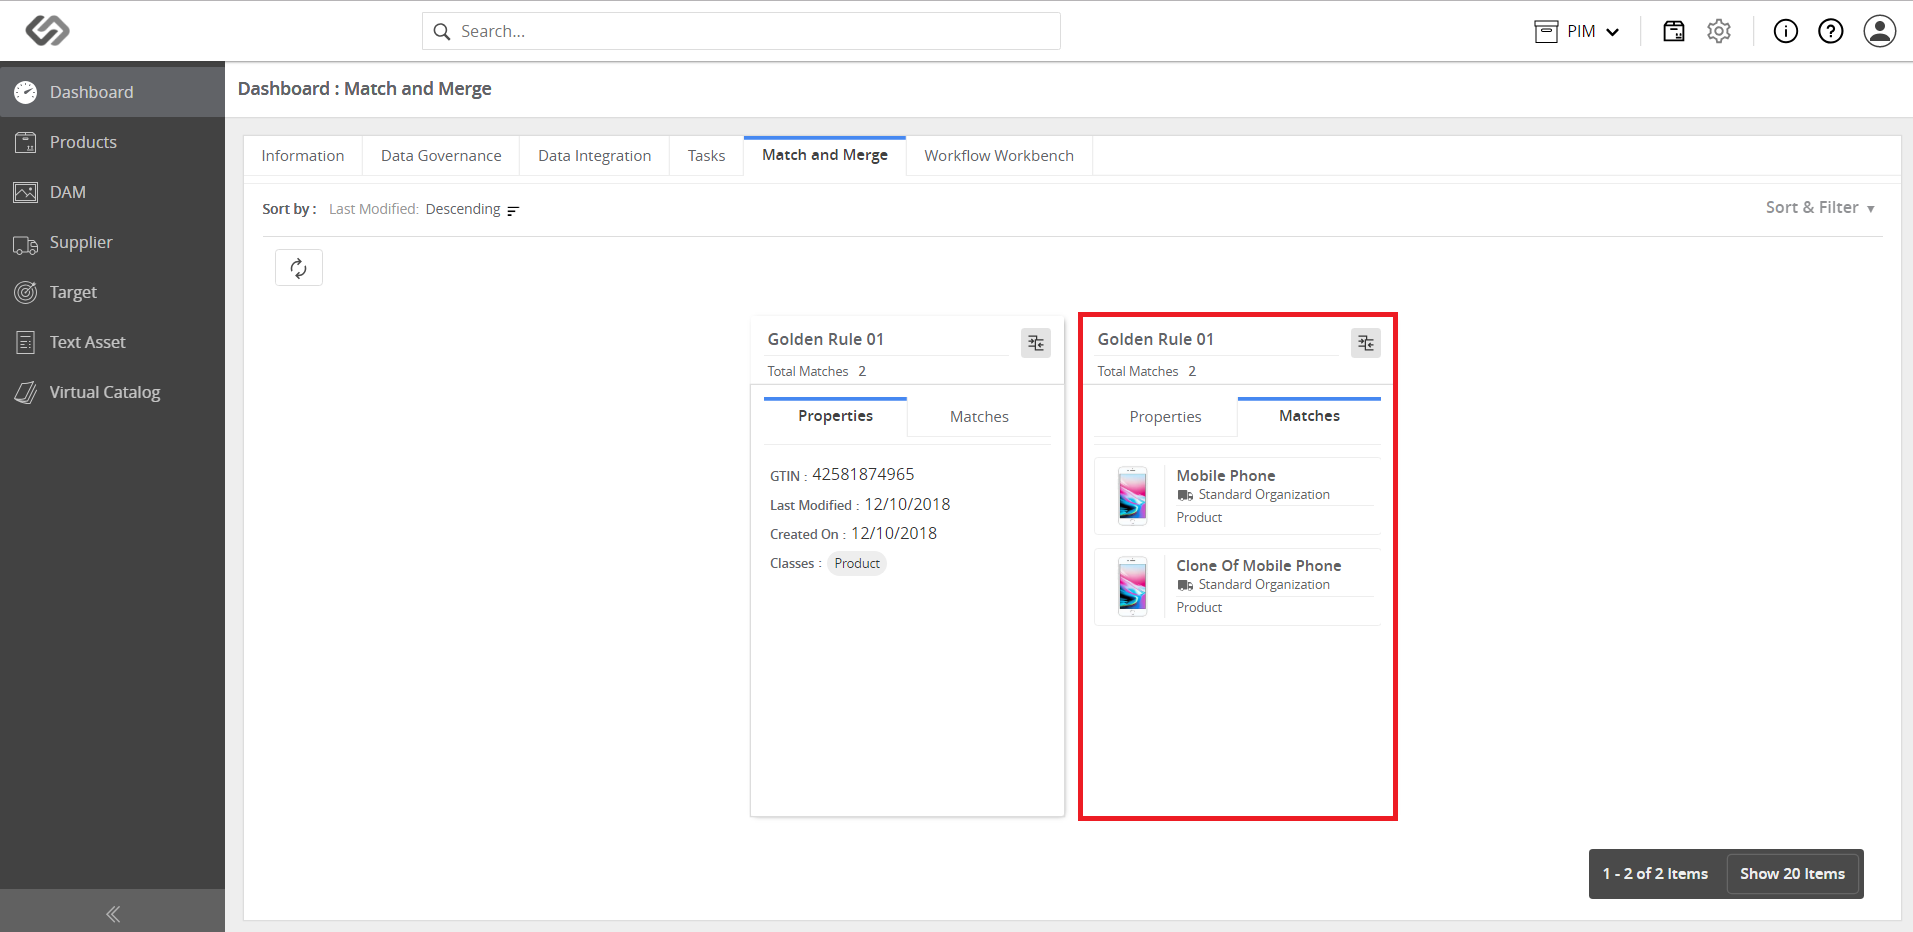 Search...
PIM
Dashboard
Products
DAM
Supplier
Target
Text Asset
Virtual Catalog
Dashboard : Match and Merge
Information
Data Governance
Data Integration
Tasks
Match and Merge
Workflow Workbench
Sort by : Last Modified: Descending
Sort & Filter
Golden Rule 01
Total Matches 2
Properties
Matches
GTIN : 42581874965
Last Modified : 12/10/2018
Created On : 12/10/2018
Classes : Product
Golden Rule 01
Total Matches 2
Properties
Matches
Mobile Phone
Standard Organization
Product
Clone Of Mobile Phone
Standard Organization
Product
1 - 2 of 2 Items
Show 20 Items